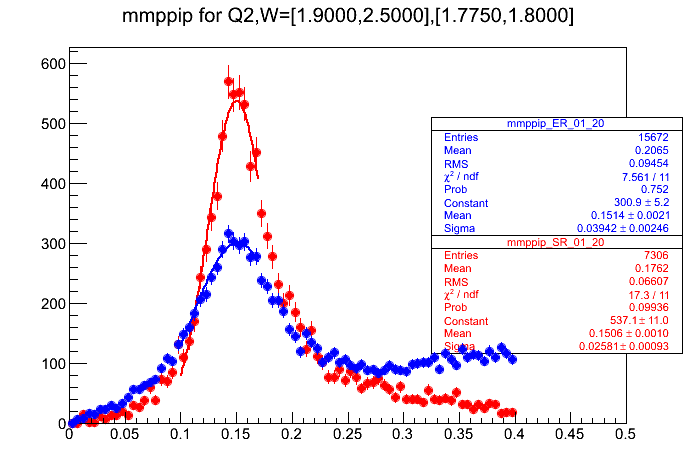 mmppip for Q2,W=[1.9000,2.5000],[1.7750,1.8000]
600
500
400
300
200
100
0
0 0.05 0.1 0.15 0.2 0.25 0.3 0.35 0.4 0.45 0.5
mmppip_ER_01_20
Entries 15672
Mean 0.2065
RMS 0.09454
χ² / ndf 7.561 / 11
Prob 0.752
Constant 300.9 ± 5.2
Mean 0.1514 ± 0.0021
Sigma 0.03942 ± 0.00246
mmppip_SR_01_20
Entries 7306
Mean 0.1762
RMS 0.06607
χ² / ndf 17.3 / 11
Prob 0.09936
Constant 537.1 ± 11.0
Mean 0.1506 ± 0.0010
Sigma 0.02581 ± 0.00093